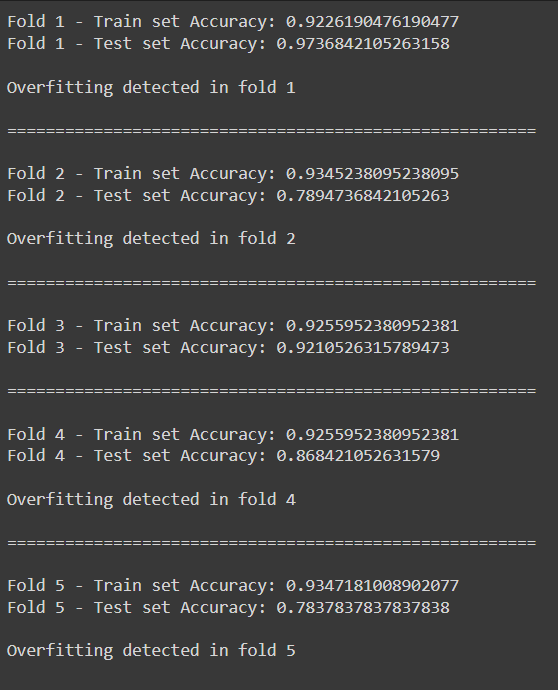 Fold 1 - Train set Accuracy: 0.9226190476190477
Fold 1 - Test set Accuracy: 0.9736842105263158
Overfitting detected in fold 1
=======================================================
Fold 2 - Train set Accuracy: 0.9345238095238095
Fold 2 - Test set Accuracy: 0.7894736842105263
Overfitting detected in fold 2
=======================================================
Fold 3 - Train set Accuracy: 0.9255952380952381
Fold 3 - Test set Accuracy: 0.9210526315789473
=======================================================
Fold 4 - Train set Accuracy: 0.9255952380952381
Fold 4 - Test set Accuracy: 0.868421052631579
Overfitting detected in fold 4
=======================================================
Fold 5 - Train set Accuracy: 0.9347181008902077
Fold 5 - Test set Accuracy: 0.7837837837837838
Overfitting detected in fold 5